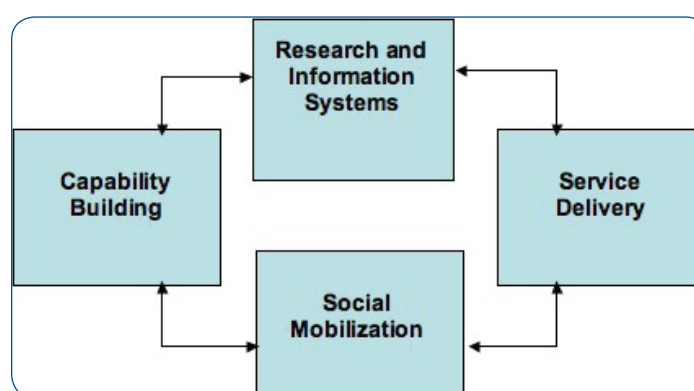 Research and
Information
Systems
Capability
Building
Service
Delivery
Social
Mobilization